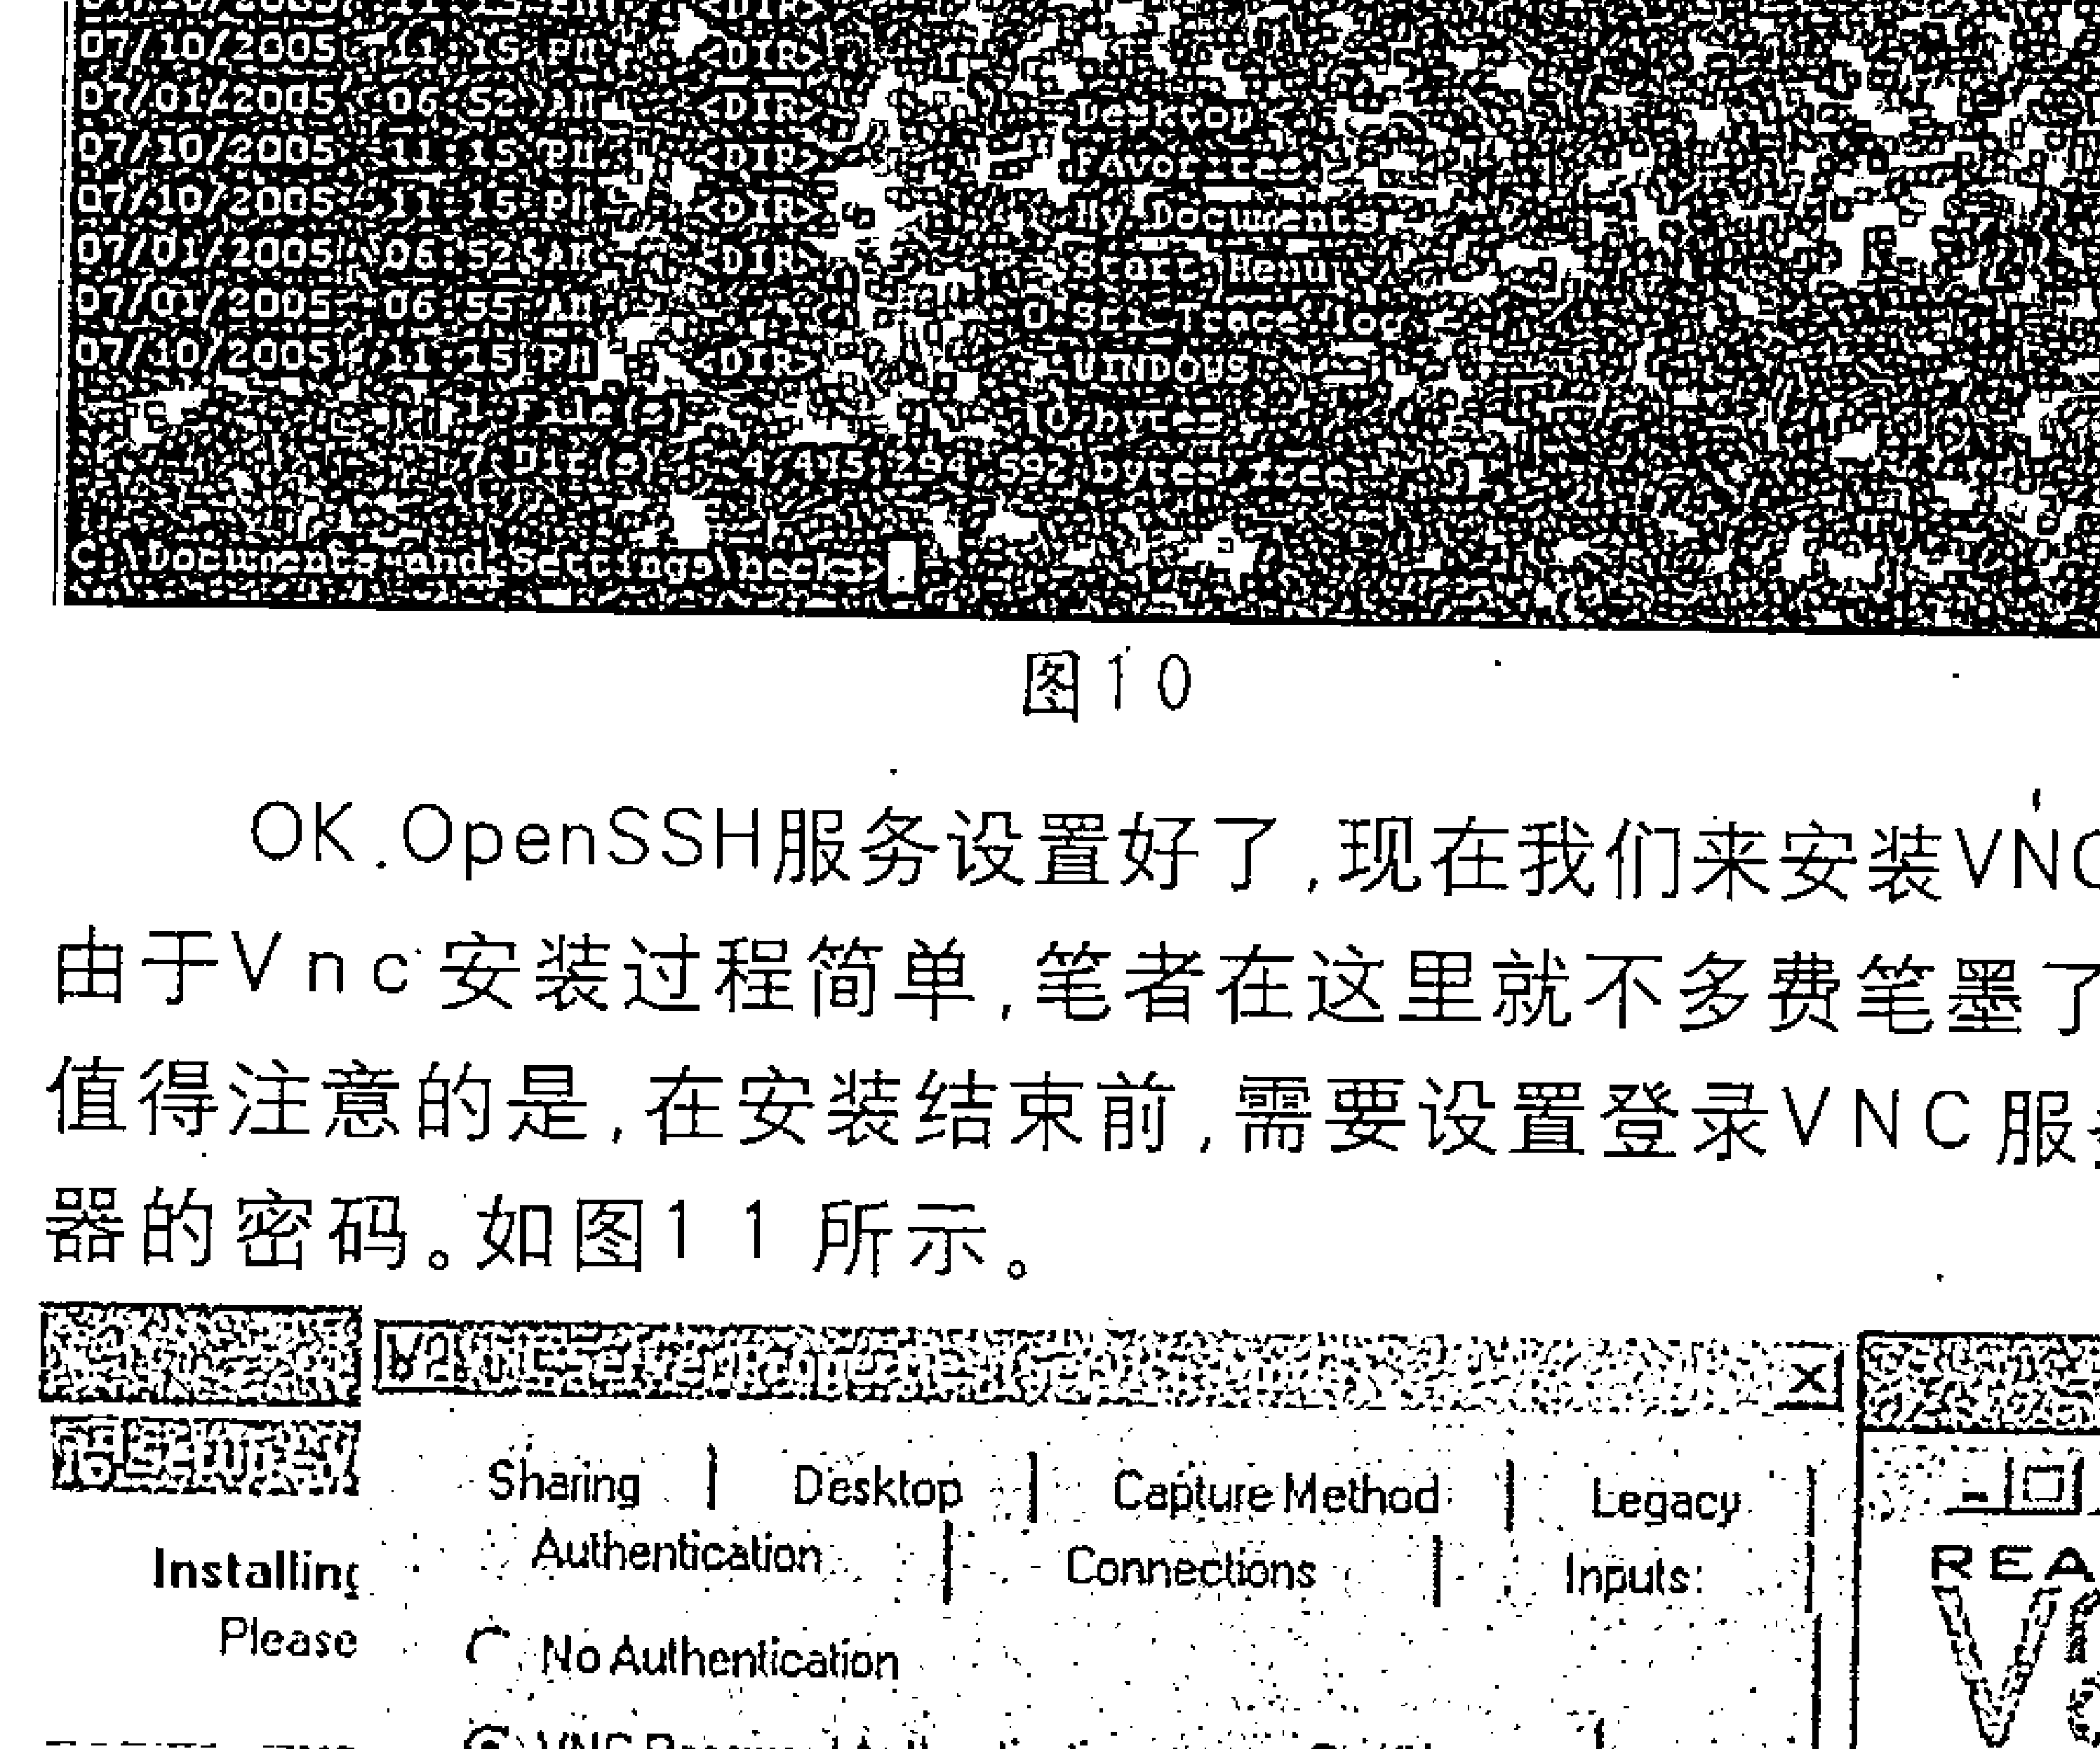 07/10/2005 11:15 PM <DIR>
07/01/2005 06:52 AM <DIR> Desktop
07/10/2005 11:15 PM <DIR> Favorites
07/10/2005 11:15 PM <DIR> My Documents
07/01/2005 06:52 AM <DIR> Start Menu
07/01/2005 06:55 AM 0 Sti_Trace.log
07/10/2005 11:15 PM <DIR> WINDOWS
1 File(s) 0 bytes
7 Dir(s) 4,495,294,592 bytes free
C:\Documents and Settings\necks>
图10
OK.OpenSSH服务设置好了,现在我们来安装VNC
由于Vnc安装过程简单,笔者在这里就不多费笔墨了
值得注意的是,在安装结束前,需要设置登录VNC服务
器的密码。如图11所示。
Sharing Desktop Capture Method Legacy
Authentication Connections Inputs
Installing
Please
No Authentication
REA